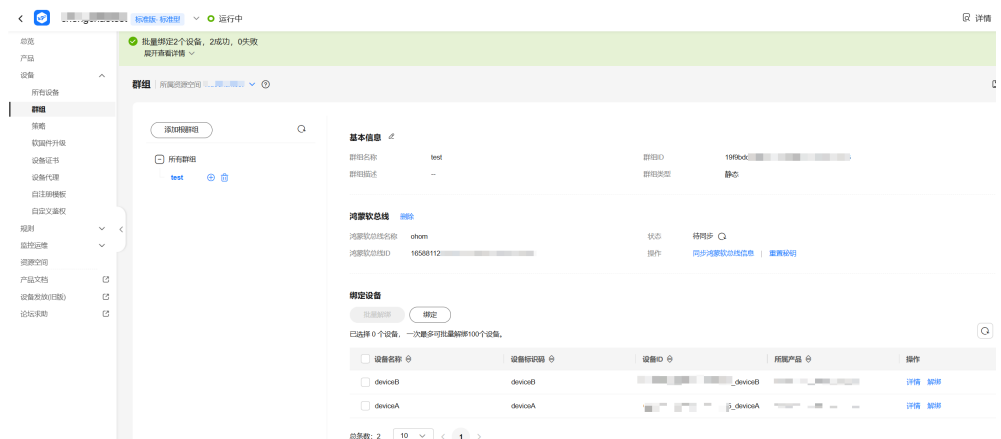 标准版-标准型
运行中
详情
总览
产品
设备
所有设备
群组
策略
软固件升级
设备证书
设备代理
自注册模板
自定义鉴权
规则
监控运维
资源空间
产品文档
设备发放(旧版)
论坛求助
批量绑定2个设备，2成功，0失败
展开查看详情
群组 所属资源空间
添加根群组
所有群组
test
基本信息
群组名称 test 群组ID 19f9bdc
群组描述 -- 群组类型 静态
鸿蒙软总线 删除
鸿蒙软总线名称 ohom 状态 待同步
鸿蒙软总线ID 16588112 操作 同步鸿蒙软总线信息 | 重置秘钥
绑定设备
批量解绑 绑定
已选择 0 个设备，一次最多可批量解绑100个设备。
设备名称 设备标识码 设备ID 所属产品 操作
deviceB deviceB _deviceB 详情 解绑
deviceA deviceA _deviceA 详情 解绑
总条数: 2 10 < 1 >